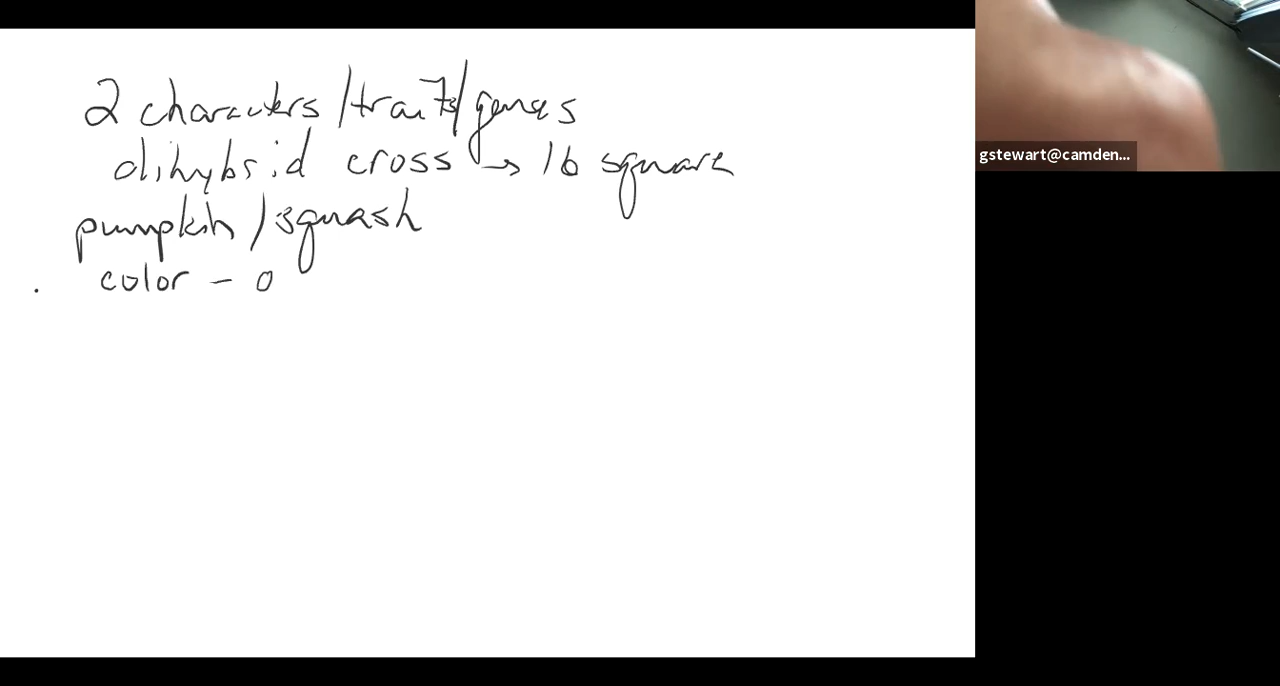 2 characters / traits / genes
dihybrid cross → 16 square
pumpkin / squash
color - o
gstewart@camden...